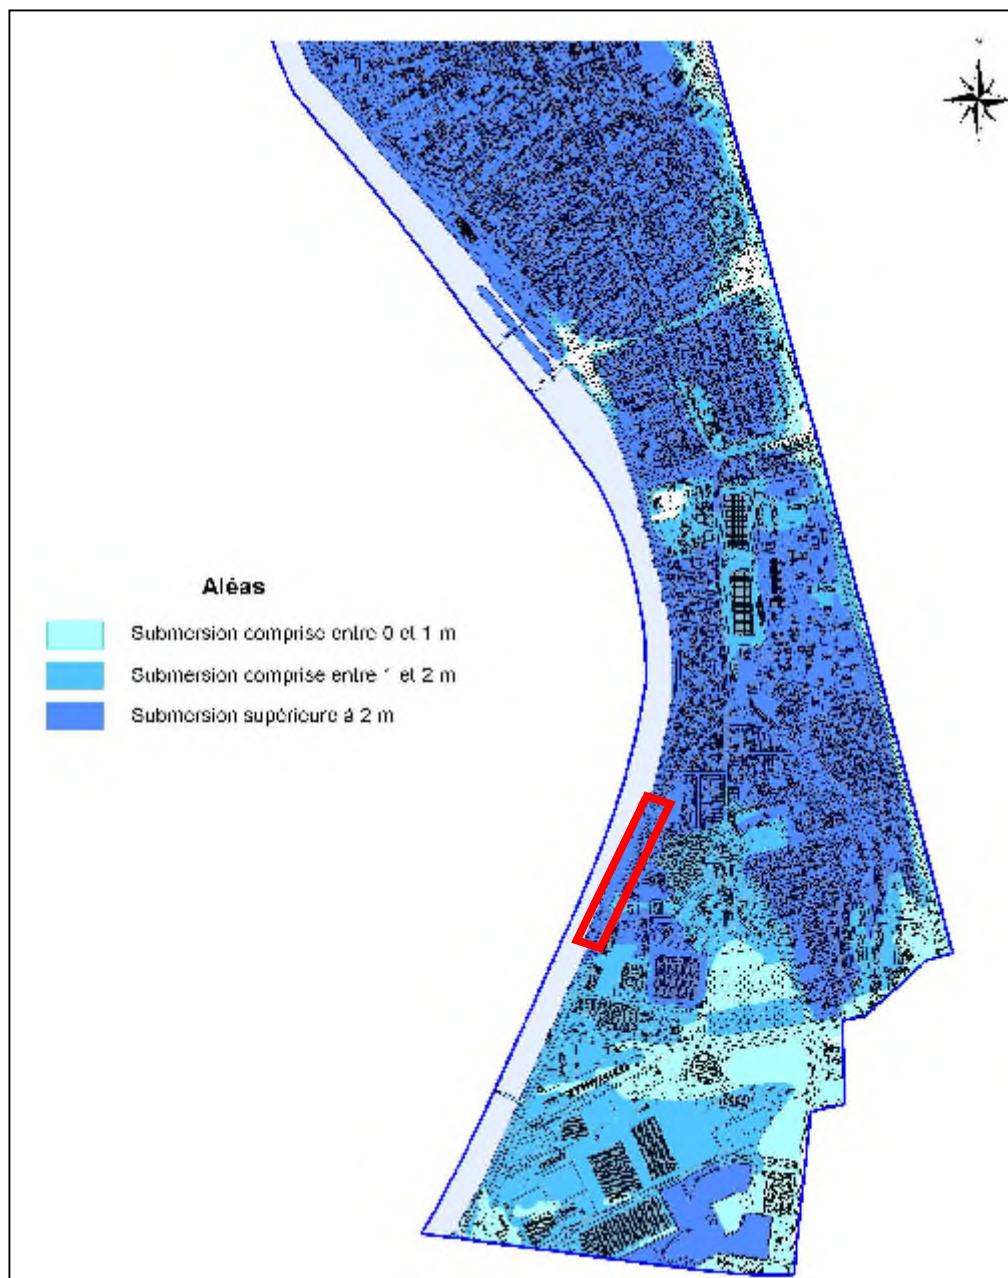 Aléas
Submersion comprise entre 0 et 1 m
Submersion comprise entre 1 et 2 m
Submersion supérieure à 2 m